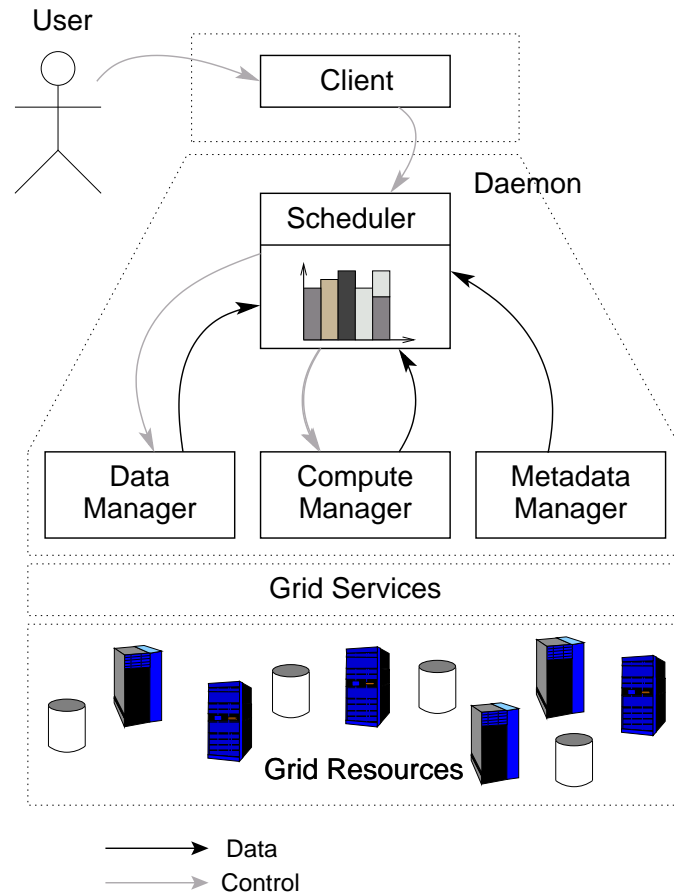 User
Client
Daemon
Scheduler
Data
Manager
Compute
Manager
Metadata
Manager
Grid Services
Grid Resources
Data
Control